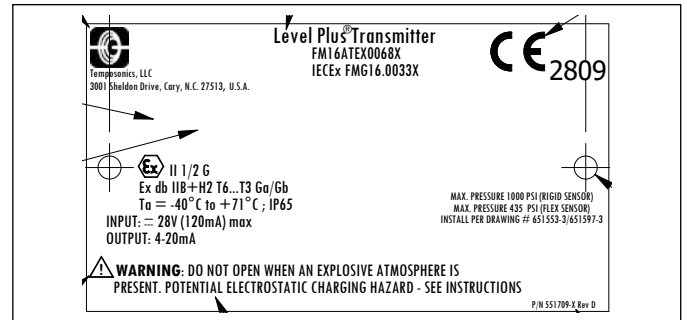 Level Plus® Transmitter
FM16ATEX0068X
IECEx FMG16.0033X
CE 2809
Temposonics, LLC
3001 Sheldon Drive, Cary, N.C. 27513, U.S.A.
Ex II 1/2 G
Ex db IIB+H2 T6...T3 Ga/Gb
Ta = -40°C to +71°C ; IP65
INPUT: ⎓ 28V (120mA) max
OUTPUT: 4-20mA
MAX. PRESSURE 1000 PSI (RIGID SENSOR)
MAX. PRESSURE 435 PSI (FLEX SENSOR)
INSTALL PER DRAWING # 651553-3/651597-3
WARNING: DO NOT OPEN WHEN AN EXPLOSIVE ATMOSPHERE IS
PRESENT. POTENTIAL ELECTROSTATIC CHARGING HAZARD - SEE INSTRUCTIONS
P/N 551709-X Rev D